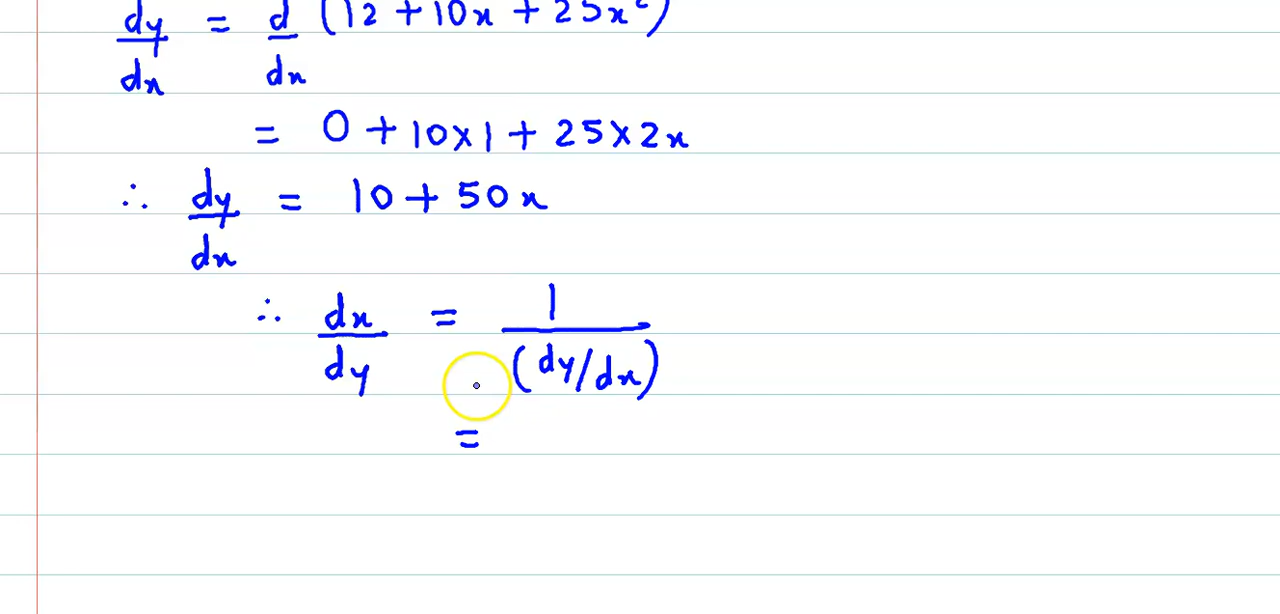 dy/dx = d/dx (12 + 10x + 25x²)
= 0 + 10×1 + 25×2x
∴ dy/dx = 10 + 50x
∴ dx/dy = 1/(dy/dx)
=